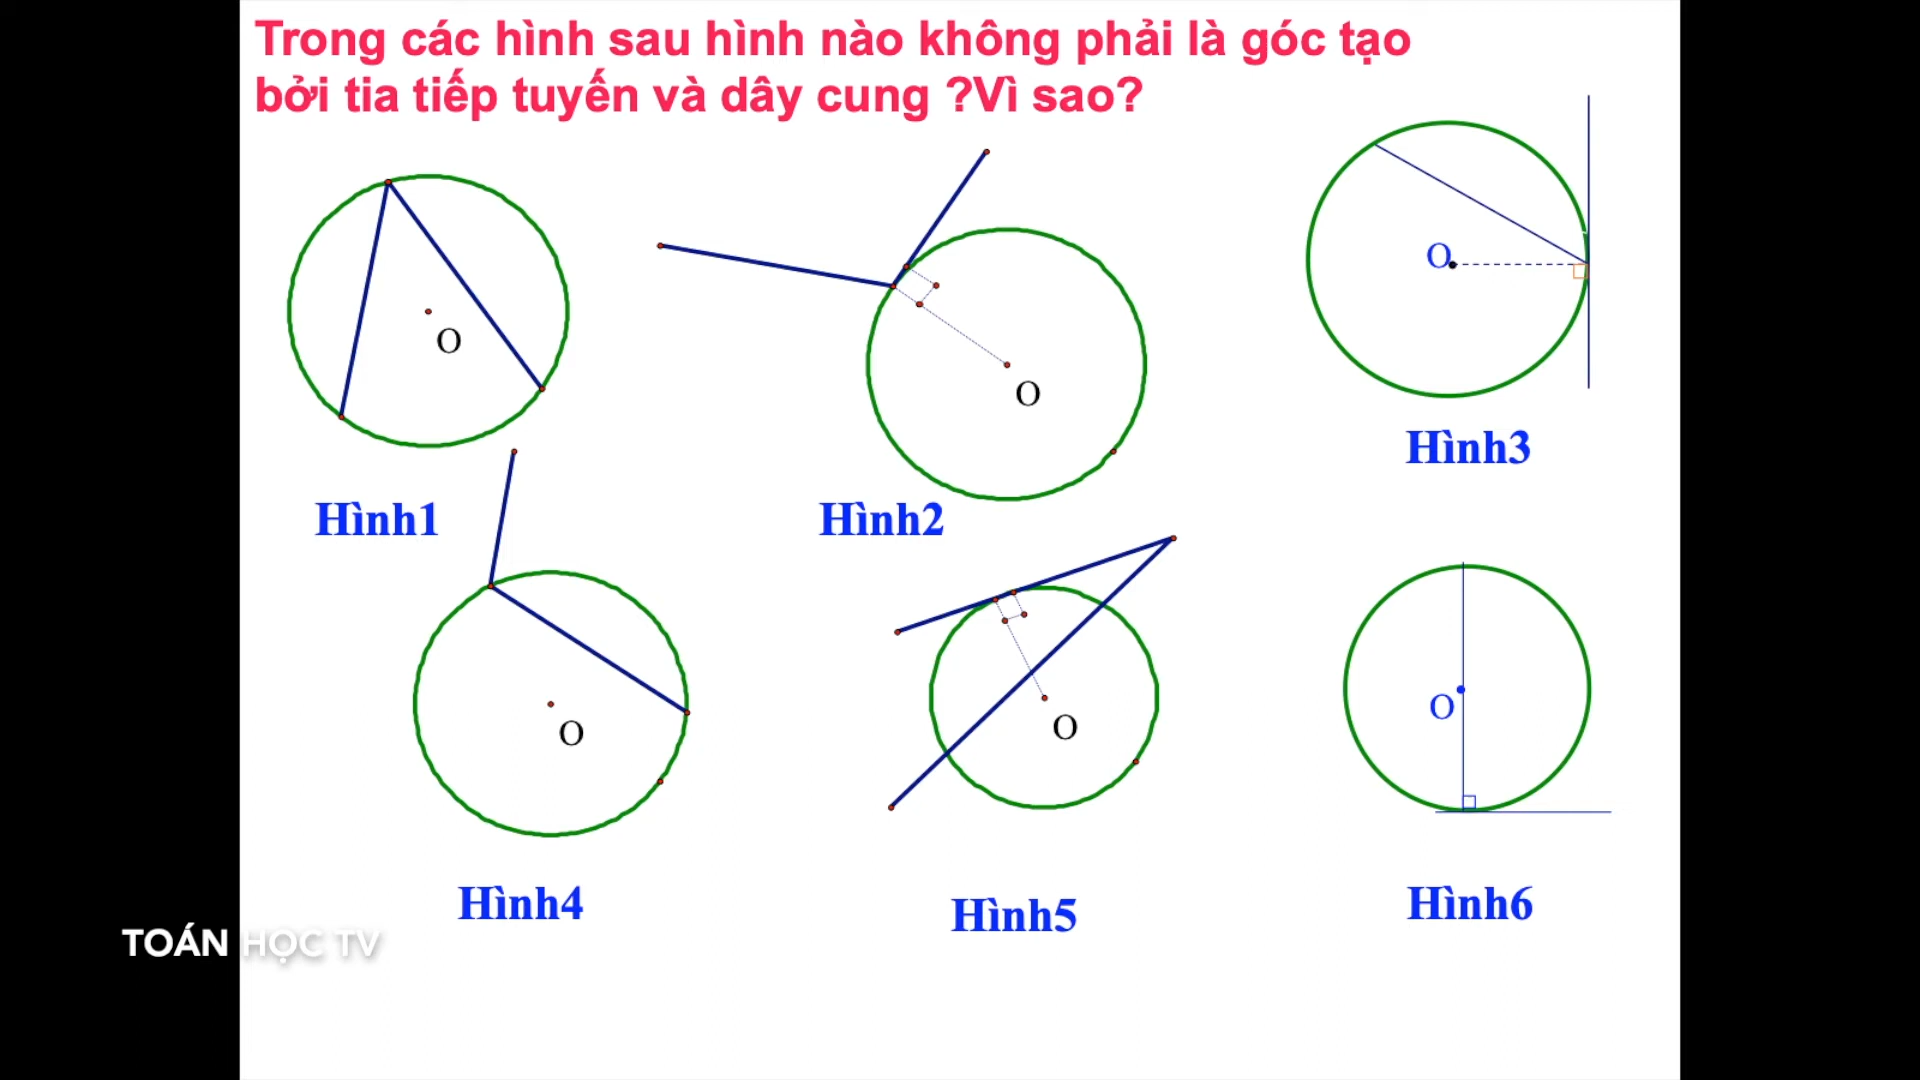 Trong các hình sau hình nào không phải là góc tạo
bởi tia tiếp tuyến và dây cung ?Vì sao?
O
O
O
Hình3
Hình1
Hình2
O
O
O
Hình4
Hình5
Hình6
TOÁN HỌC TV